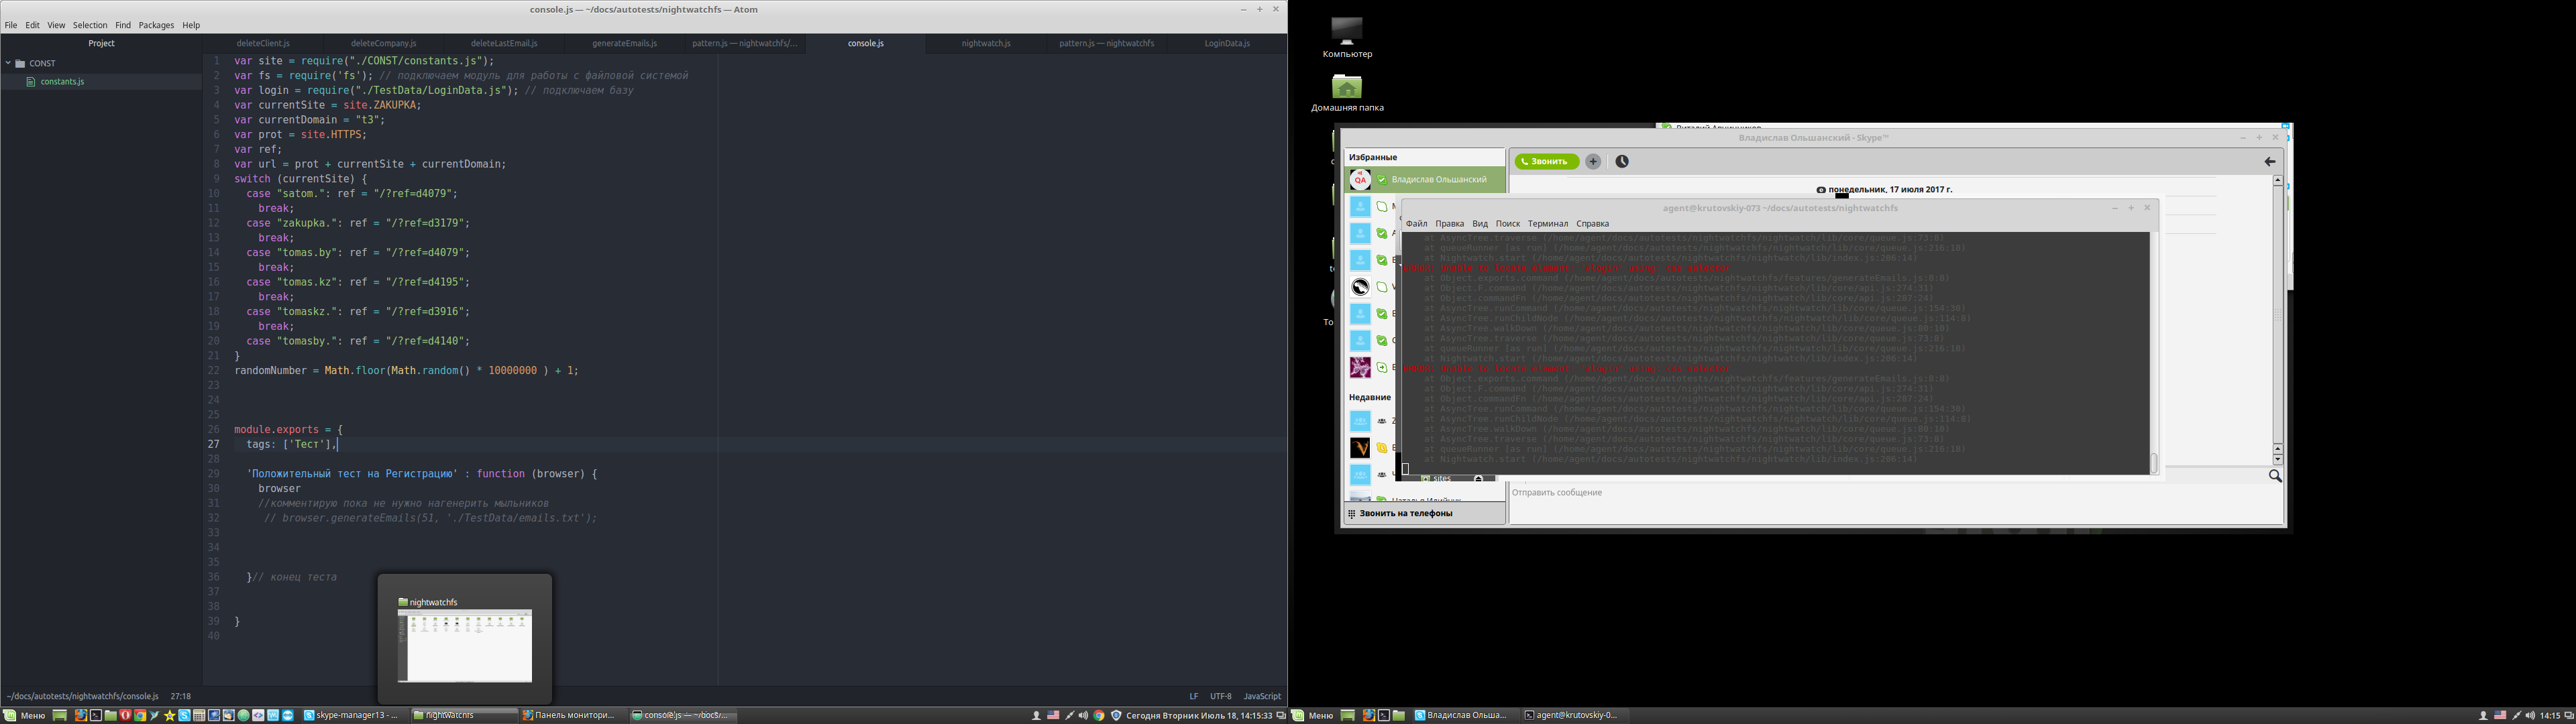 console.js — ~/docs/autotests/nightwatchfs — Atom
File Edit View Selection Find Packages Help
Project
deleteClient.js deleteCompany.js deleteLastEmail.js generateEmails.js pattern.js — nightwatchfs/... console.js nightwatch.js pattern.js — nightwatchfs LoginData.js
CONST
constants.js
1 var site = require("./CONST/constants.js");
2 var fs = require('fs'); // подключаем модуль для работы с файловой системой
3 var login = require("./TestData/LoginData.js"); // подключаем базу
4 var currentSite = site.ZAKUPKA;
5 var currentDomain = "t3";
6 var prot = site.HTTPS;
7 var ref;
8 var url = prot + currentSite + currentDomain;
9 switch (currentSite) {
10 case "satom.": ref = "/?ref=d4079";
11 break;
12 case "zakupka.": ref = "/?ref=d3179";
13 break;
14 case "tomas.by": ref = "/?ref=d4079";
15 break;
16 case "tomas.kz": ref = "/?ref=d4195";
17 break;
18 case "tomaskz.": ref = "/?ref=d3916";
19 break;
20 case "tomasby.": ref = "/?ref=d4140";
21 }
22 randomNumber = Math.floor(Math.random() * 10000000 ) + 1;
23
24
25
26 module.exports = {
27 tags: ['Тест'],
28
29 'Положительный тест на Регистрацию' : function (browser) {
30 browser
31 //комментирую пока не нужно нагенерить мыльников
32 // browser.generateEmails(51, './TestData/emails.txt');
33
34
35
36 }// конец теста
37
38
39 }
40
nightwatchfs
~/docs/autotests/nightwatchfs/console.js 27:18
LF UTF-8 JavaScript
Меню
skype-manager13 - ...
nightwatchfs
Панель монитори...
console.js — ~/docs/...
Сегодня Вторник Июль 18, 14:15:33
Компьютер
Домашняя папка
Владислав Ольшанский - Skype™
Избранные
Звонить
QA
Владислав Ольшанский
понедельник, 17 июля 2017 г.
agent@krutovskiy-073 ~/docs/autotests/nightwatchfs
Файл Правка Вид Поиск Терминал Справка
at AsyncTree.traverse (/home/agent/docs/autotests/nightwatchfs/nightwatch/lib/core/queue.js:73:8)
at queueRunner [as run] (/home/agent/docs/autotests/nightwatchfs/nightwatch/lib/core/queue.js:216:18)
at Nightwatch.start (/home/agent/docs/autotests/nightwatchfs/nightwatch/lib/index.js:206:14)
at Object.exports.command (/home/agent/docs/autotests/nightwatchfs/features/generateEmails.js:8:8)
at Object.F.command (/home/agent/docs/autotests/nightwatchfs/nightwatch/lib/core/api.js:274:31)
at Object.commandFn (/home/agent/docs/autotests/nightwatchfs/nightwatch/lib/core/api.js:287:24)
at AsyncTree.runCommand (/home/agent/docs/autotests/nightwatchfs/nightwatch/lib/core/queue.js:154:30)
at AsyncTree.runChildNode (/home/agent/docs/autotests/nightwatchfs/nightwatch/lib/core/queue.js:114:8)
at AsyncTree.walkDown (/home/agent/docs/autotests/nightwatchfs/nightwatch/lib/core/queue.js:80:10)
at AsyncTree.traverse (/home/agent/docs/autotests/nightwatchfs/nightwatch/lib/core/queue.js:73:8)
at queueRunner [as run] (/home/agent/docs/autotests/nightwatchfs/nightwatch/lib/core/queue.js:216:18)
at Nightwatch.start (/home/agent/docs/autotests/nightwatchfs/nightwatch/lib/index.js:206:14)
at Object.exports.command (/home/agent/docs/autotests/nightwatchfs/features/generateEmails.js:8:8)
at Object.F.command (/home/agent/docs/autotests/nightwatchfs/nightwatch/lib/core/api.js:274:31)
at Object.commandFn (/home/agent/docs/autotests/nightwatchfs/nightwatch/lib/core/api.js:287:24)
at AsyncTree.runCommand (/home/agent/docs/autotests/nightwatchfs/nightwatch/lib/core/queue.js:154:30)
at AsyncTree.runChildNode (/home/agent/docs/autotests/nightwatchfs/nightwatch/lib/core/queue.js:114:8)
at AsyncTree.walkDown (/home/agent/docs/autotests/nightwatchfs/nightwatch/lib/core/queue.js:80:10)
at AsyncTree.traverse (/home/agent/docs/autotests/nightwatchfs/nightwatch/lib/core/queue.js:73:8)
at queueRunner [as run] (/home/agent/docs/autotests/nightwatchfs/nightwatch/lib/core/queue.js:216:18)
at Nightwatch.start (/home/agent/docs/autotests/nightwatchfs/nightwatch/lib/index.js:206:14)
Недавние
sites
Отправить сообщение
Звонить на телефоны
Меню
Владислав Ольша...
agent@krutovskiy-0...
14:15